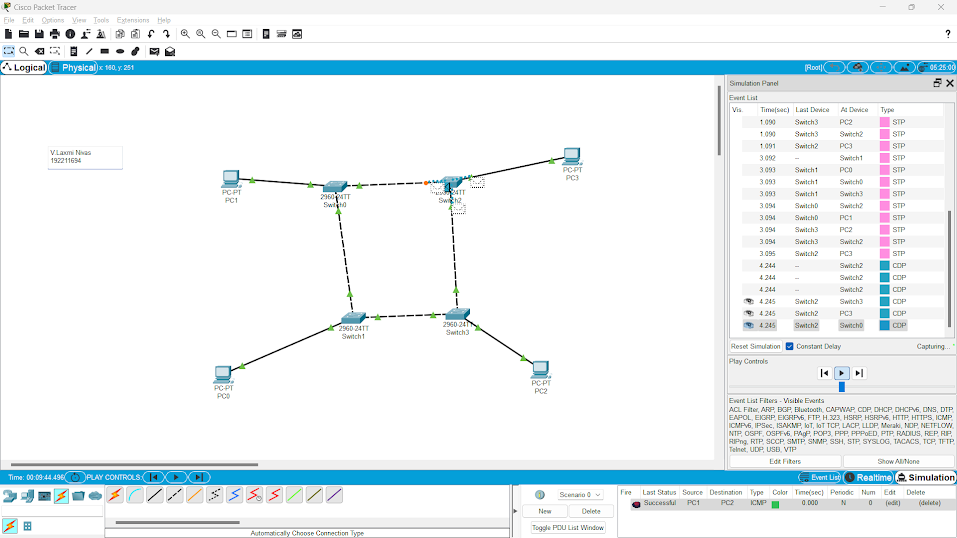 Cisco Packet Tracer
File Edit Options View Tools Extensions Help
?
Logical Physical x: 160, y: 251 [Root] 05:25:00
V.Laxmi Nivas
192211694
PC-PT
PC1
2960-24TT
Switch0
24TT
Switch2
PC-PT
PC3
2960-24TT
Switch1
2960-24TT
Switch3
PC-PT
PC0
PC-PT
PC2
Simulation Panel
Event List
Vis. Time(sec) Last Device At Device Type
1.090 Switch3 PC2 STP
1.090 Switch3 Switch2 STP
1.091 Switch2 PC3 STP
3.092 -- Switch1 STP
3.093 Switch1 PC0 STP
3.093 Switch1 Switch0 STP
3.093 Switch1 Switch3 STP
3.094 Switch0 Switch2 STP
3.094 Switch0 PC1 STP
3.094 Switch3 PC2 STP
3.094 Switch3 Switch2 STP
3.095 Switch2 PC3 STP
4.244 -- Switch2 CDP
4.244 -- Switch2 CDP
4.244 -- Switch2 CDP
4.245 Switch2 Switch3 CDP
4.245 Switch2 PC3 CDP
4.245 Switch2 Switch0 CDP
Reset Simulation Constant Delay Capturing...
Play Controls
Event List Filters - Visible Events
ACL Filter, ARP, BGP, Bluetooth, CAPWAP, CDP, DHCP, DHCPv6, DNS, DTP,
EAPOL, EIGRP, EIGRPv6, FTP, H.323, HSRP, HSRPv6, HTTP, HTTPS, ICMP,
ICMPv6, IPSec, ISAKMP, IoT, IoT TCP, LACP, LLDP, Meraki, NDP, NETFLOW,
NTP, OSPF, OSPFv6, PAgP, POP3, PPP, PPPoED, PTP, RADIUS, REP, RIP,
RIPng, RTP, SCCP, SMTP, SNMP, SSH, STP, SYSLOG, TACACS, TCP, TFTP,
Telnet, UDP, USB, VTP
Edit Filters Show All/None
Time: 00:09:44.496 PLAY CONTROLS: Event List Realtime Simulation
Automatically Choose Connection Type
Scenario 0
New Delete
Toggle PDU List Window
Fire Last Status Source Destination Type Color Time(sec) Periodic Num Edit Delete
Successful PC1 PC2 ICMP 0.000 N 0 (edit) (delete)